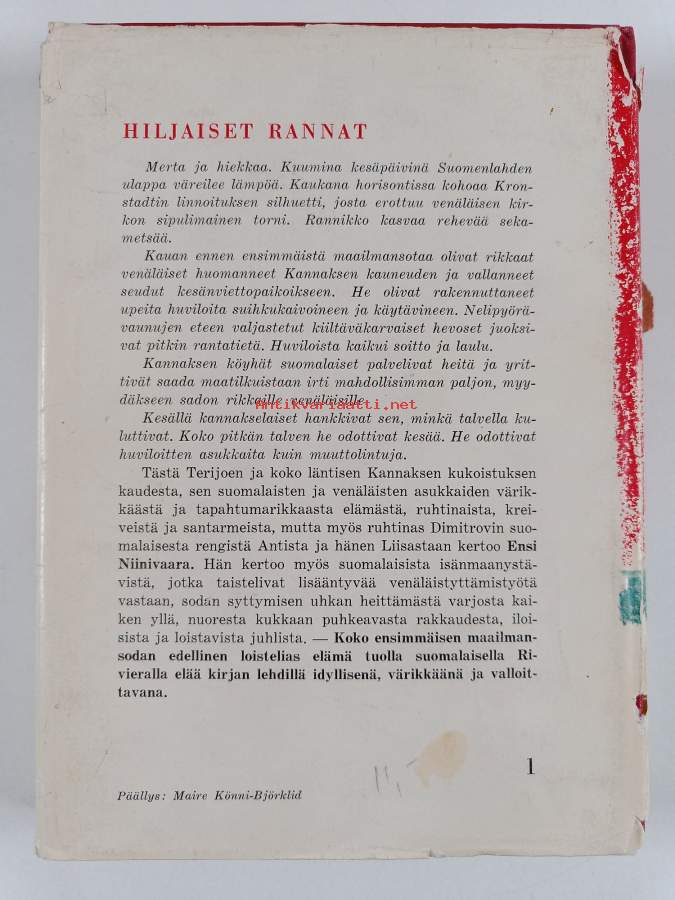 HILJAISET RANNAT
Merta ja hiekkaa. Kuumina kesäpäivinä Suomenlahden
ulappa väreilee lämpöä. Kaukana horisontissa kohoaa Kron-
stadtin linnoituksen silhuetti, josta erottuu venäläisen kir-
kon sipulimainen torni. Rannikko kasvaa rehevää seka-
metsää.
Kauan ennen ensimmäistä maailmansotaa olivat rikkaat
venäläiset huomanneet Kannaksen kauneuden ja vallanneet
seudut kesänviettopaikoikseen. He olivat rakennuttaneet
upeita huviloita suihkukaivoineen ja käytävineen. Nelipyörä-
vaunujen eteen valjastetut kiiltäväkarvaiset hevoset juoksi-
vat pitkin rantatietä. Huviloista kaikui soitto ja laulu.
Kannaksen köyhät suomalaiset palvelivat heitä ja yrit-
tivät saada maatilkuistaan irti mahdollisimman paljon, myy-
däkseen sadon rikkaille venäläisille.
Antikvariaatti.net
Kesällä kannakselaiset hankkivat sen, minkä talvella ku-
luttivat. Koko pitkän talven he odottivat kesää. He odottivat
huviloitten asukkaita kuin muuttolintuja.
Tästä Terijoen ja koko läntisen Kannaksen kukoistuksen
kaudesta, sen suomalaisten ja venäläisten asukkaiden värik-
käästä ja tapahtumarikkaasta elämästä, ruhtinaista, krei-
veistä ja santarmeista, mutta myös ruhtinas Dimitrovin suo-
malaisesta rengistä Antista ja hänen Liisastaan kertoo Ensi
Niinivaara. Hän kertoo myös suomalaisista isänmaanystä-
vistä, jotka taistelivat lisääntyvää venäläistyttämistyötä
vastaan, sodan syttymisen uhkan heittämästä varjosta kai-
ken yllä, nuoresta kukkaan puhkeavasta rakkaudesta, iloi-
sista ja loistavista juhlista. — Koko ensimmäisen maailman-
sodan edellinen loistelias elämä tuolla suomalaisella Ri-
vieralla elää kirjan lehdillä idyllisenä, värikkäänä ja valloit-
tavana.
1
11,-
Päällys: Maire Könni-Björklid